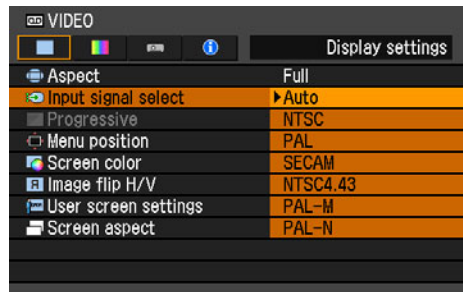 VIDEO
Display settings
Aspect Full
Input signal select Auto
Progressive NTSC
Menu position PAL
Screen color SECAM
Image flip H/V NTSC4.43
User screen settings PAL-M
Screen aspect PAL-N